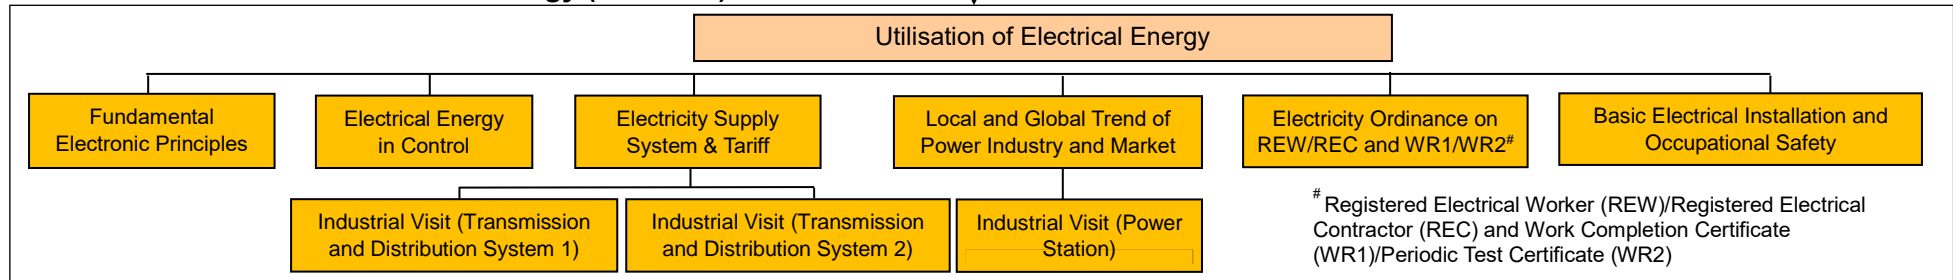 Utilisation of Electrical Energy
Fundamental
Electronic Principles
Electrical Energy
in Control
Electricity Supply
System & Tariff
Local and Global Trend of
Power Industry and Market
Electricity Ordinance on
REW/REC and WR1/WR2#
Basic Electrical Installation and
Occupational Safety
Industrial Visit (Transmission
and Distribution System 1)
Industrial Visit (Transmission
and Distribution System 2)
Industrial Visit (Power
Station)
# Registered Electrical Worker (REW)/Registered Electrical
Contractor (REC) and Work Completion Certificate
(WR1)/Periodic Test Certificate (WR2)